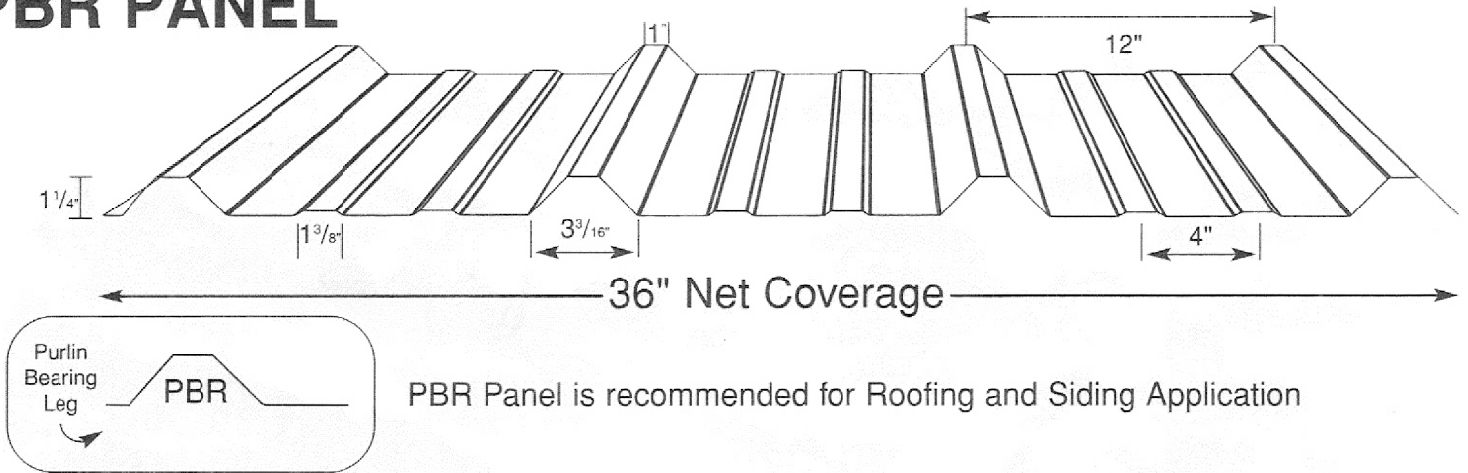 PBR PANEL
1"
12"
1 1/4"
1 3/8"
3 3/16"
4"
36" Net Coverage
Purlin
Bearing
Leg
PBR
PBR Panel is recommended for Roofing and Siding Application